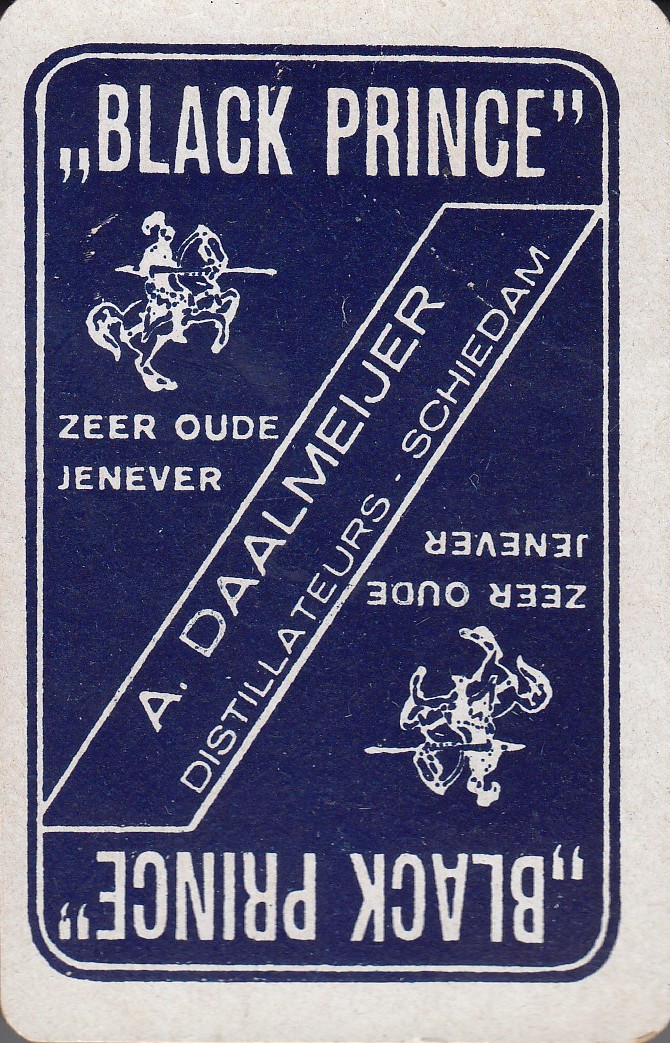 „BLACK PRINCE”
ZEER OUDE
JENEVER
A. DAALMEIJER
DISTILLATEURS - SCHIEDAM
JENEVER
ZEER OUDE
„BLACK PRINCE”